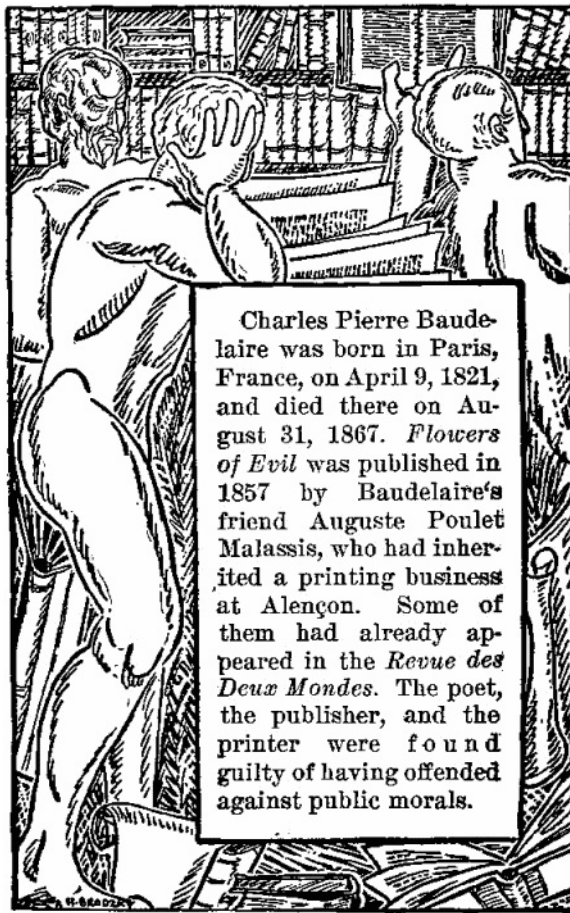 Charles Pierre Baude-
laire was born in Paris,
France, on April 9, 1821,
and died there on Au-
gust 31, 1867. Flowers
of Evil was published in
1857 by Baudelaire‘s
friend Auguste Poulet
Malassis, who had inher-
ited a printing business
at Alençon. Some of
them had already ap-
peared in the Revue des
Deux Mondes. The poet,
the publisher, and the
printer were found
guilty of having offended
against public morals.
H·BRODZKY